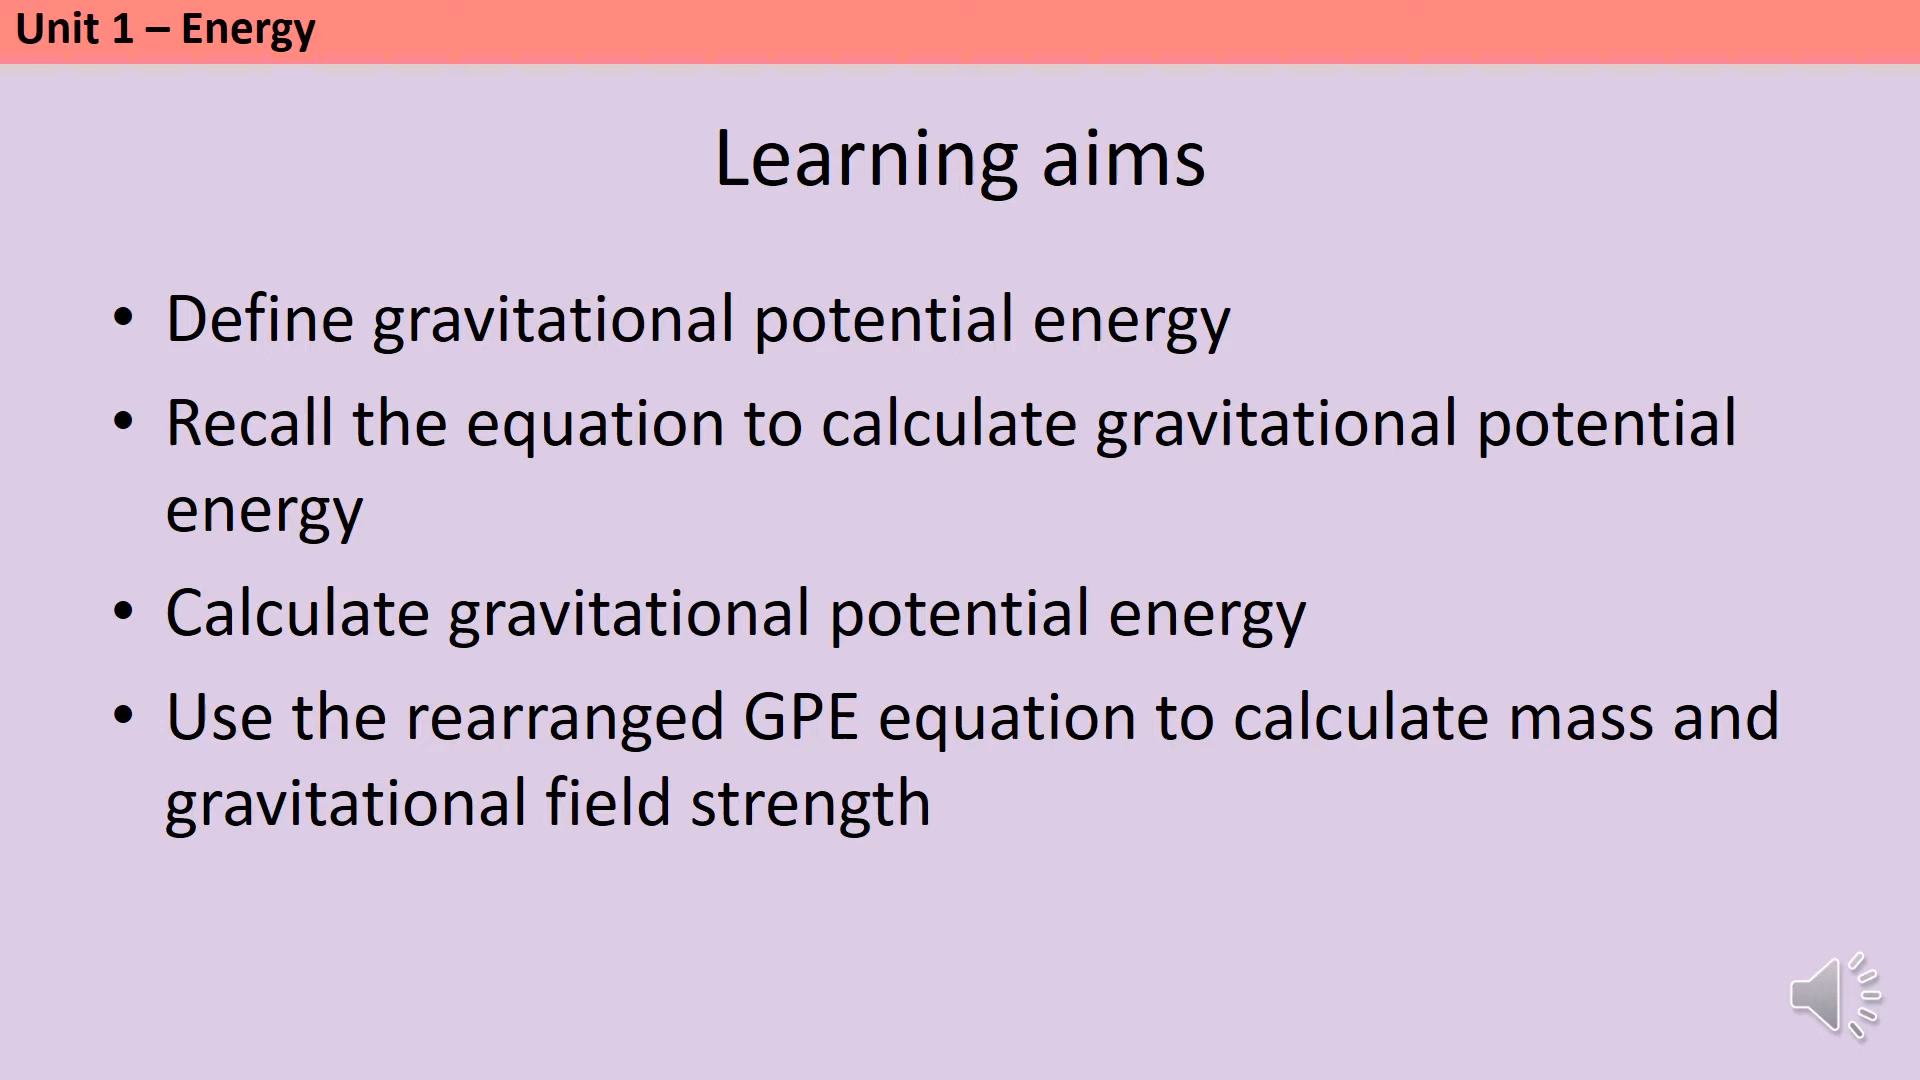 Unit 1 – Energy
Learning aims
• Define gravitational potential energy
• Recall the equation to calculate gravitational potential
energy
• Calculate gravitational potential energy
• Use the rearranged GPE equation to calculate mass and
gravitational field strength